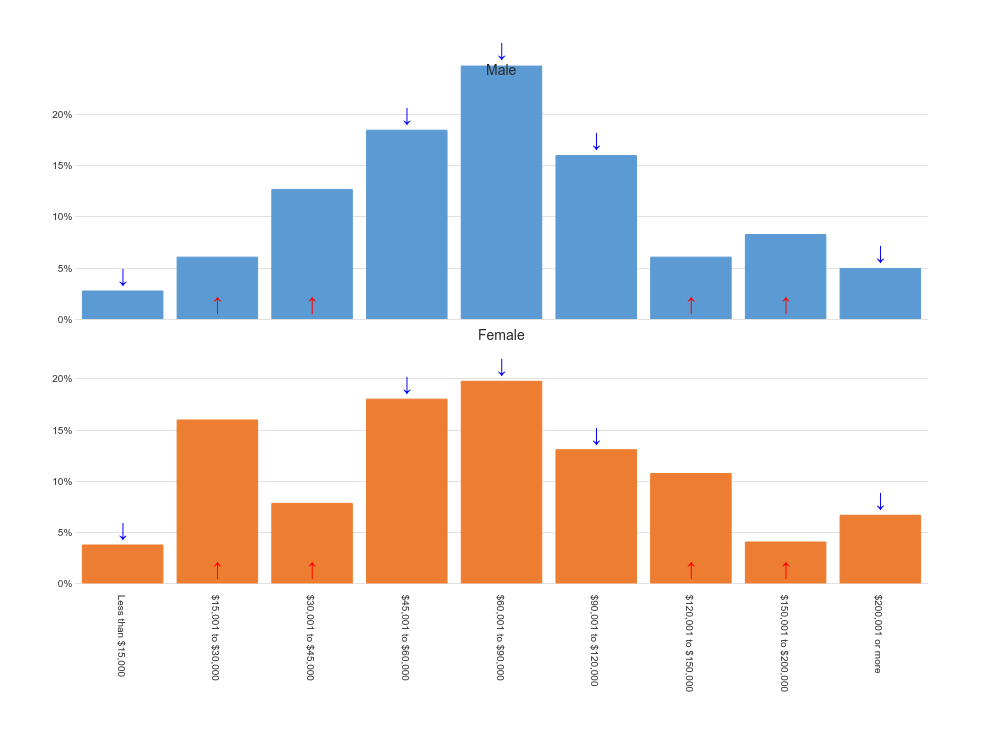 Male
20%
15%
10%
5%
0%
Female
20%
15%
10%
5%
0%
Less than $15,000
$15,001 to $30,000
$30,001 to $45,000
$45,001 to $60,000
$60,001 to $90,000
$90,001 to $120,000
$120,001 to $150,000
$150,001 to $200,000
$200,001 or more